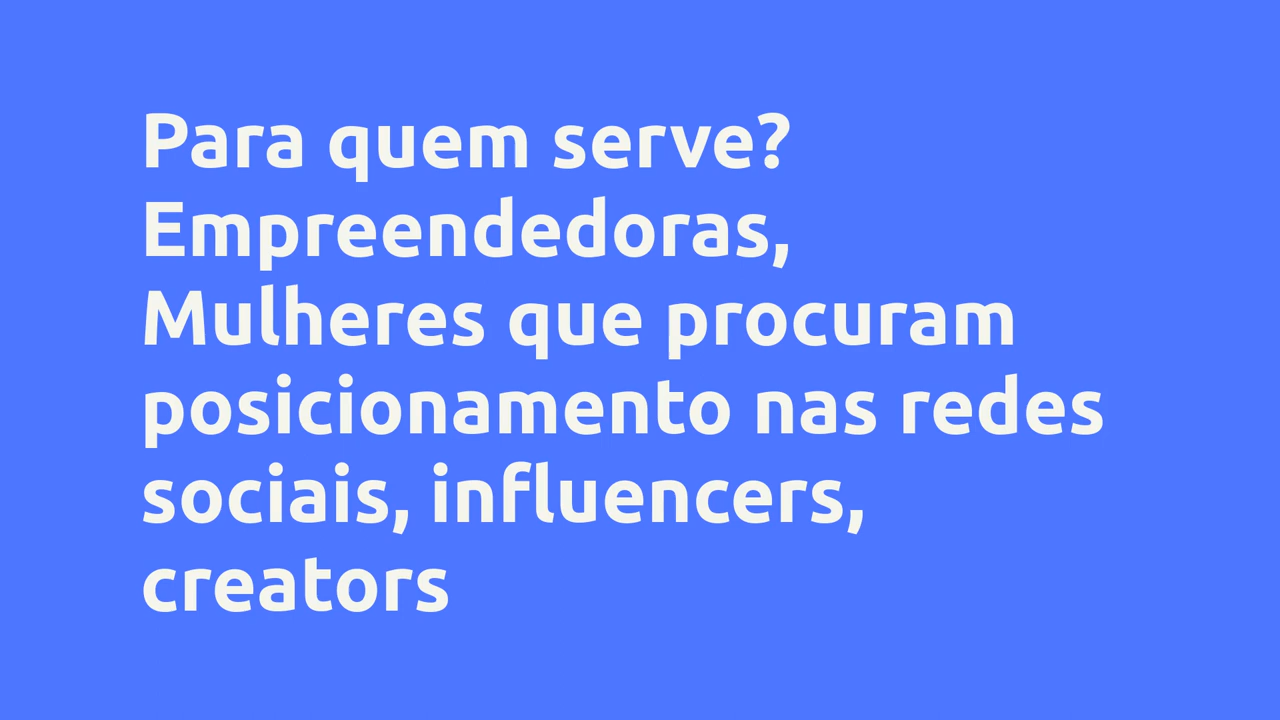 Para quem serve?
Empreendedoras,
Mulheres que procuram
posicionamento nas redes
sociais, influencers,
creators